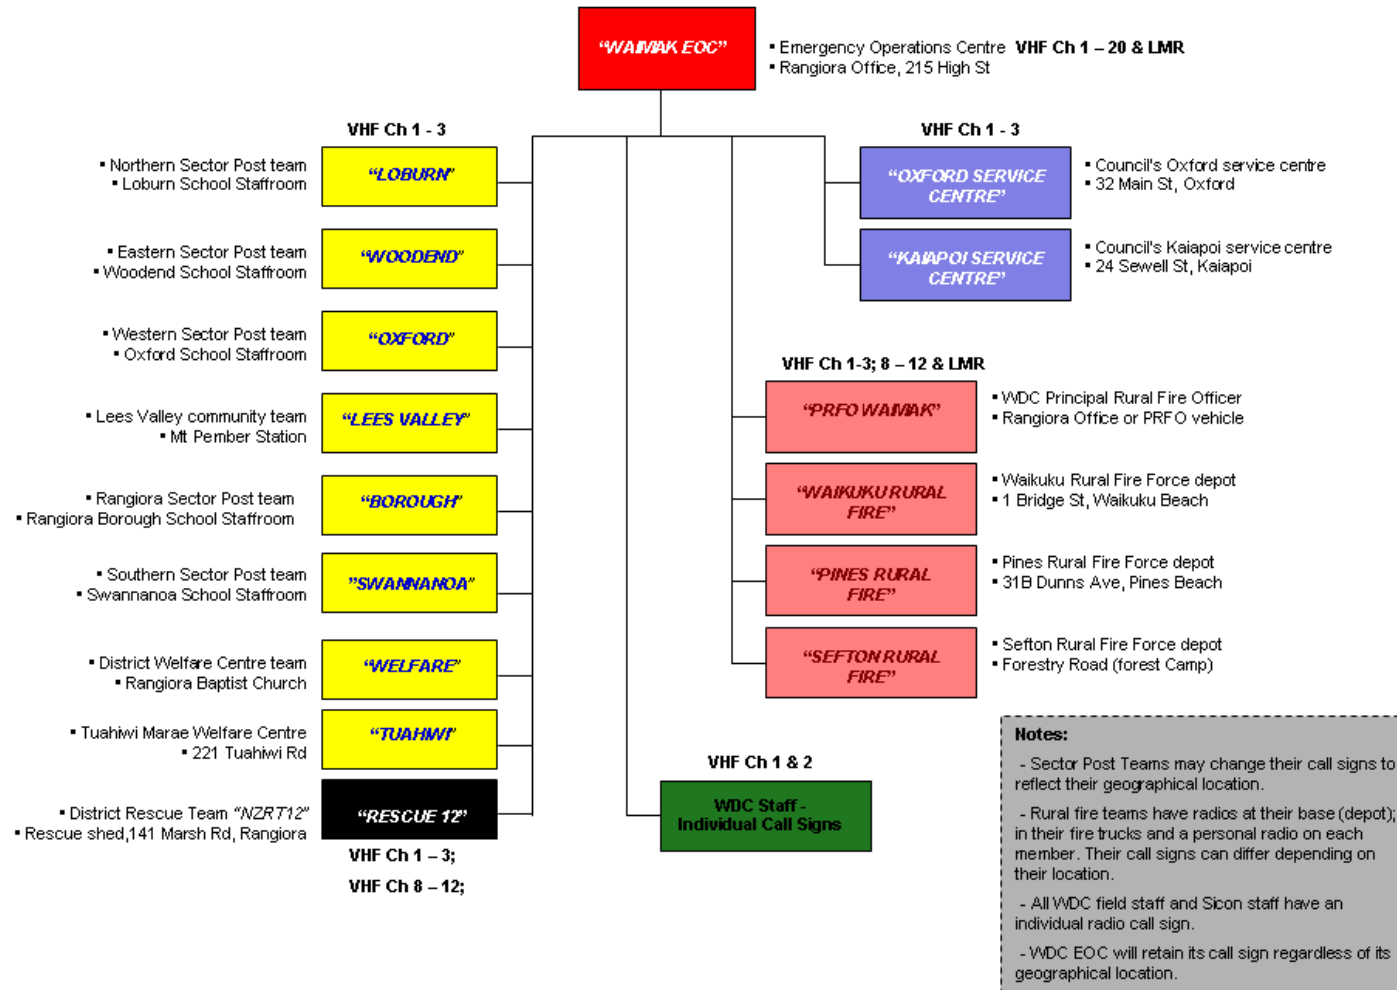 “WAIMAK EOC”
▪ Emergency Operations Centre VHF Ch 1 – 20 & LMR
▪ Rangiora Office, 215 High St
VHF Ch 1 - 3
▪ Northern Sector Post team
▪ Loburn School Staffroom
“LOBURN”
▪ Eastern Sector Post team
▪ Woodend School Staffroom
“WOODEND”
▪ Western Sector Post team
▪ Oxford School Staffroom
“OXFORD”
▪ Lees Valley community team
▪ Mt Pember Station
“LEES VALLEY”
▪ Rangiora Sector Post team
▪ Rangiora Borough School Staffroom
“BOROUGH”
▪ Southern Sector Post team
▪ Swannanoa School Staffroom
”SWANNANOA”
▪ District Welfare Centre team
▪ Rangiora Baptist Church
“WELFARE”
▪ Tuahiwi Marae Welfare Centre
▪ 221 Tuahiwi Rd
“TUAHIWI”
▪ District Rescue Team “NZRT12”
▪ Rescue shed,141 Marsh Rd, Rangiora
“RESCUE 12”
VHF Ch 1 – 3;
VHF Ch 8 – 12;
VHF Ch 1 - 3
“OXFORD SERVICE
CENTRE”
▪ Council's Oxford service centre
▪ 32 Main St, Oxford
“KAIAPOI SERVICE
CENTRE”
▪ Council's Kaiapoi service centre
▪ 24 Sewell St, Kaiapoi
VHF Ch 1-3; 8 – 12 & LMR
“PRFO WAIMAK”
▪ WDC Principal Rural Fire Officer
▪ Rangiora Office or PRFO vehicle
“WAIKUKU RURAL
FIRE”
▪ Waikuku Rural Fire Force depot
▪ 1 Bridge St, Waikuku Beach
“PINES RURAL
FIRE”
▪ Pines Rural Fire Force depot
▪ 31B Dunns Ave, Pines Beach
“SEFTON RURAL
FIRE”
▪ Sefton Rural Fire Force depot
▪ Forestry Road (forest Camp)
VHF Ch 1 & 2
WDC Staff -
Individual Call Signs
Notes:
- Sector Post Teams may change their call signs to
reflect their geographical location.
- Rural fire teams have radios at their base (depot);
in their fire trucks and a personal radio on each
member. Their call signs can differ depending on
their location.
- All WDC field staff and Sicon staff have an
individual radio call sign.
- WDC EOC will retain its call sign regardless of its
geographical location.